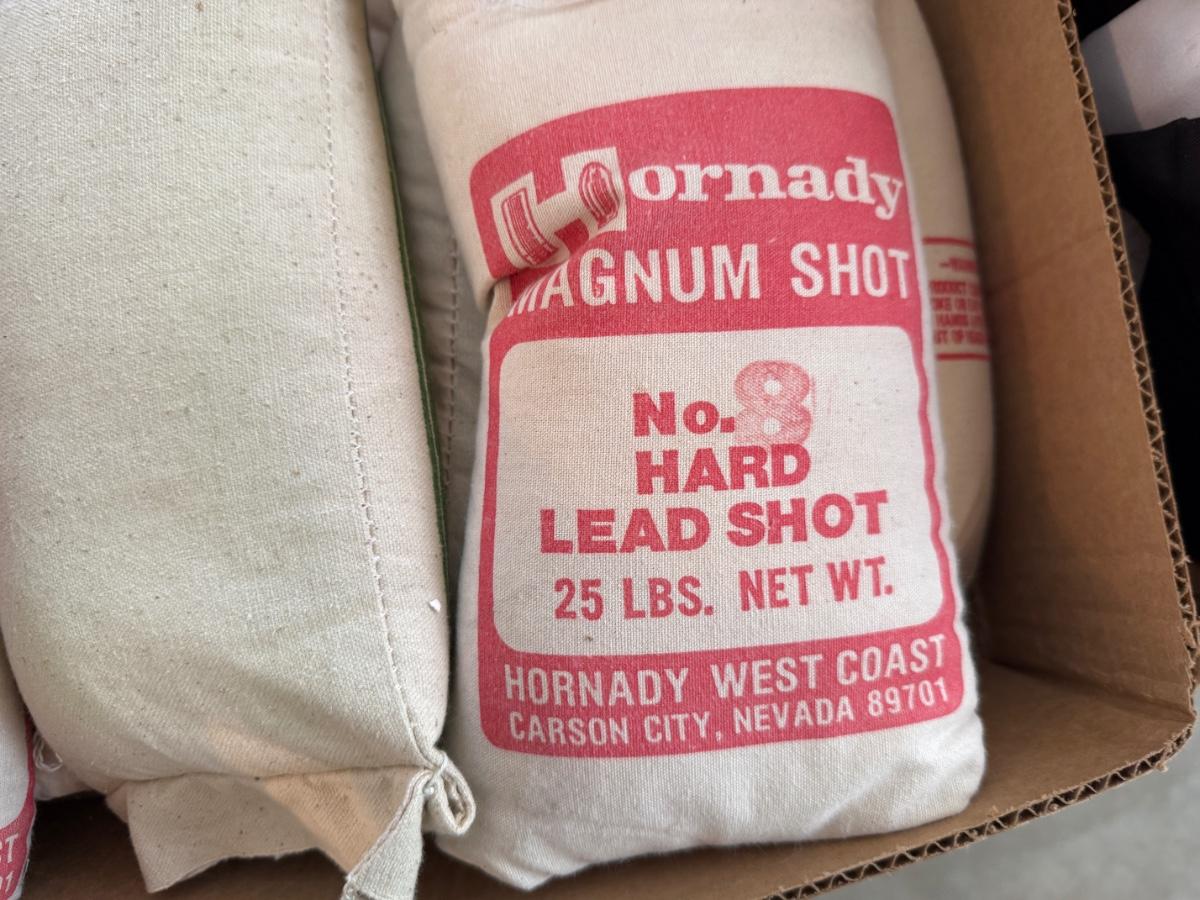 Hornady
MAGNUM SHOT
No. 8
HARD
LEAD SHOT
25 LBS. NET WT.
HORNADY WEST COAST
CARSON CITY, NEVADA 89701